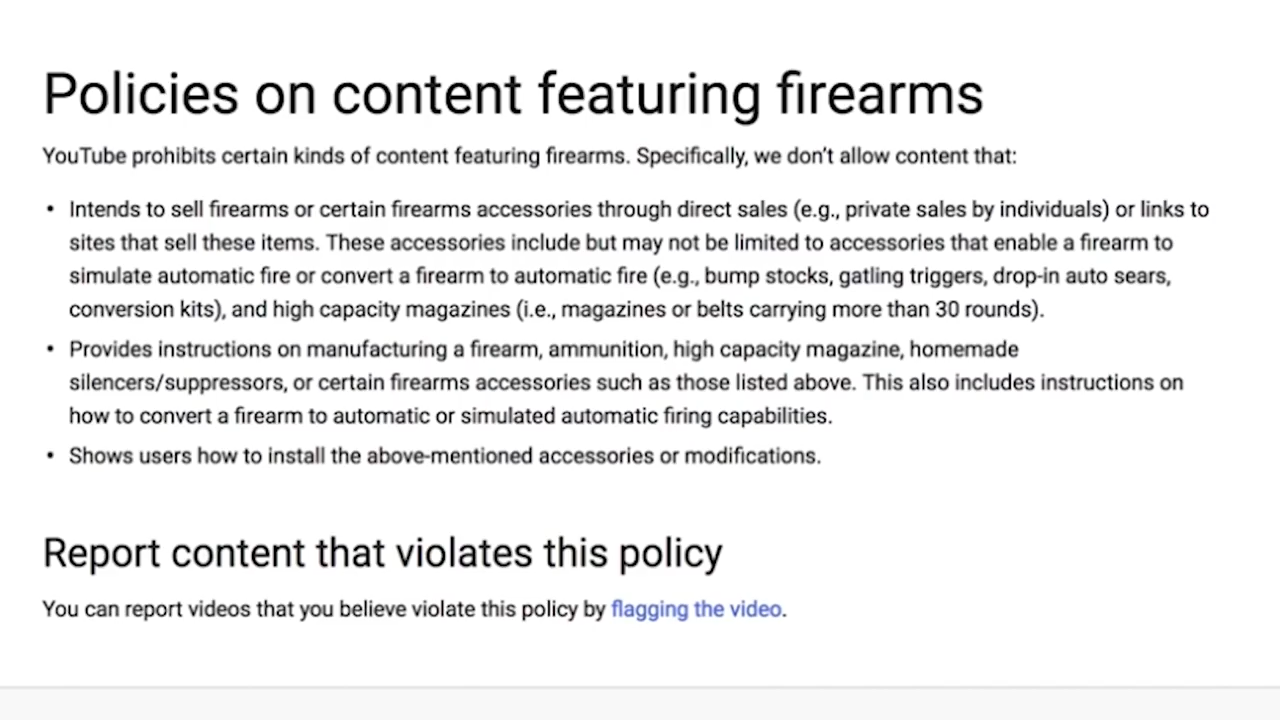 Policies on content featuring firearms
YouTube prohibits certain kinds of content featuring firearms. Specifically, we don't allow content that:
• Intends to sell firearms or certain firearms accessories through direct sales (e.g., private sales by individuals) or links to
sites that sell these items. These accessories include but may not be limited to accessories that enable a firearm to
simulate automatic fire or convert a firearm to automatic fire (e.g., bump stocks, gatling triggers, drop-in auto sears,
conversion kits), and high capacity magazines (i.e., magazines or belts carrying more than 30 rounds).
• Provides instructions on manufacturing a firearm, ammunition, high capacity magazine, homemade
silencers/suppressors, or certain firearms accessories such as those listed above. This also includes instructions on
how to convert a firearm to automatic or simulated automatic firing capabilities.
• Shows users how to install the above-mentioned accessories or modifications.
Report content that violates this policy
You can report videos that you believe violate this policy by flagging the video.